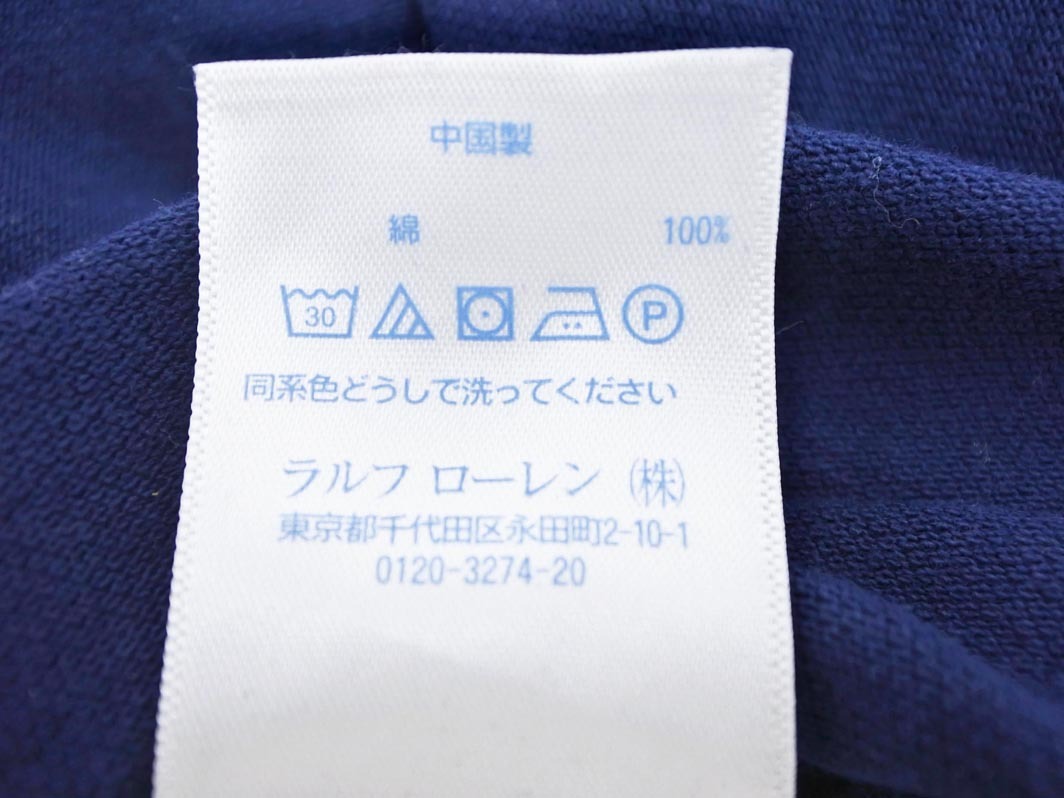 中国製
綿 100%
30 P
同系色どうしで洗ってください
ラルフ ローレン ㈱
東京都千代田区永田町2-10-1
0120-3274-20